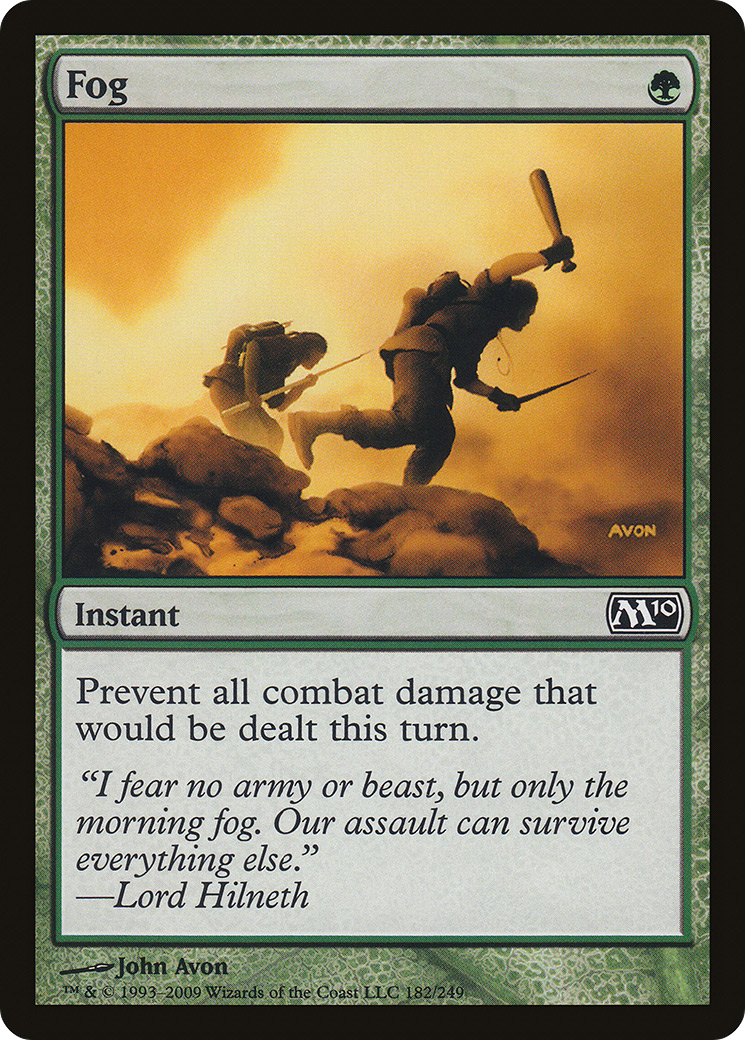 Fog
AVON
Instant
M10
Prevent all combat damage that
would be dealt this turn.
“I fear no army or beast, but only the
morning fog. Our assault can survive
everything else.”
—Lord Hilneth
John Avon
™ & © 1993–2009 Wizards of the Coast LLC 182/249